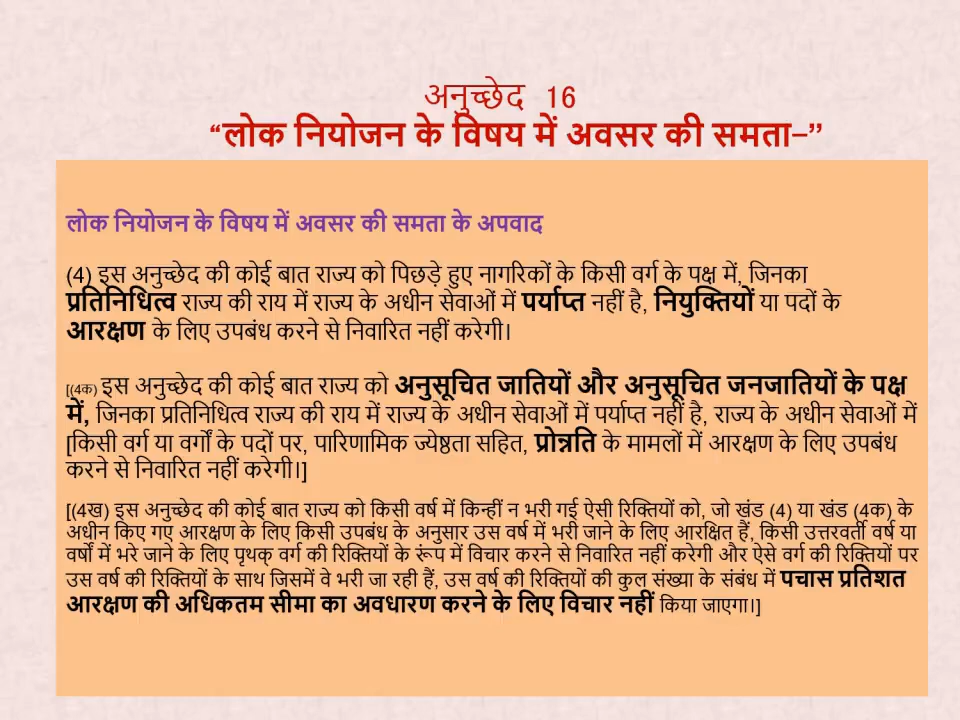 अनुच्छेद 16
“लोक नियोजन के विषय में अवसर की समता-”
लोक नियोजन के विषय में अवसर की समता के अपवाद
(4) इस अनुच्छेद की कोई बात राज्य को पिछड़े हुए नागरिकों के किसी वर्ग के पक्ष में, जिनका
प्रतिनिधित्व राज्य की राय में राज्य के अधीन सेवाओं में पर्याप्त नहीं है, नियुक्तियों या पदों के
आरक्षण के लिए उपबंध करने से निवारित नहीं करेगी।
[(4क) इस अनुच्छेद की कोई बात राज्य को अनुसूचित जातियों और अनुसूचित जनजातियों के पक्ष
में, जिनका प्रतिनिधित्व राज्य की राय में राज्य के अधीन सेवाओं में पर्याप्त नहीं है, राज्य के अधीन सेवाओं में
[किसी वर्ग या वर्गों के पदों पर, पारिणामिक ज्येष्ठता सहित, प्रोन्नति के मामलों में आरक्षण के लिए उपबंध
करने से निवारित नहीं करेगी।]
[(4ख) इस अनुच्छेद की कोई बात राज्य को किसी वर्ष में किन्हीं न भरी गई ऐसी रिक्तियों को, जो खंड (4) या खंड (4क) के
अधीन किए गए आरक्षण के लिए किसी उपबंध के अनुसार उस वर्ष में भरी जाने के लिए आरक्षित हैं, किसी उत्तरवर्ती वर्ष या
वर्षों में भरे जाने के लिए पृथक् वर्ग की रिक्तियों के रूप में विचार करने से निवारित नहीं करेगी और ऐसे वर्ग की रिक्तियों पर
उस वर्ष की रिक्तियों के साथ जिसमें वे भरी जा रही हैं, उस वर्ष की रिक्तियों की कुल संख्या के संबंध में पचास प्रतिशत
आरक्षण की अधिकतम सीमा का अवधारण करने के लिए विचार नहीं किया जाएगा।]